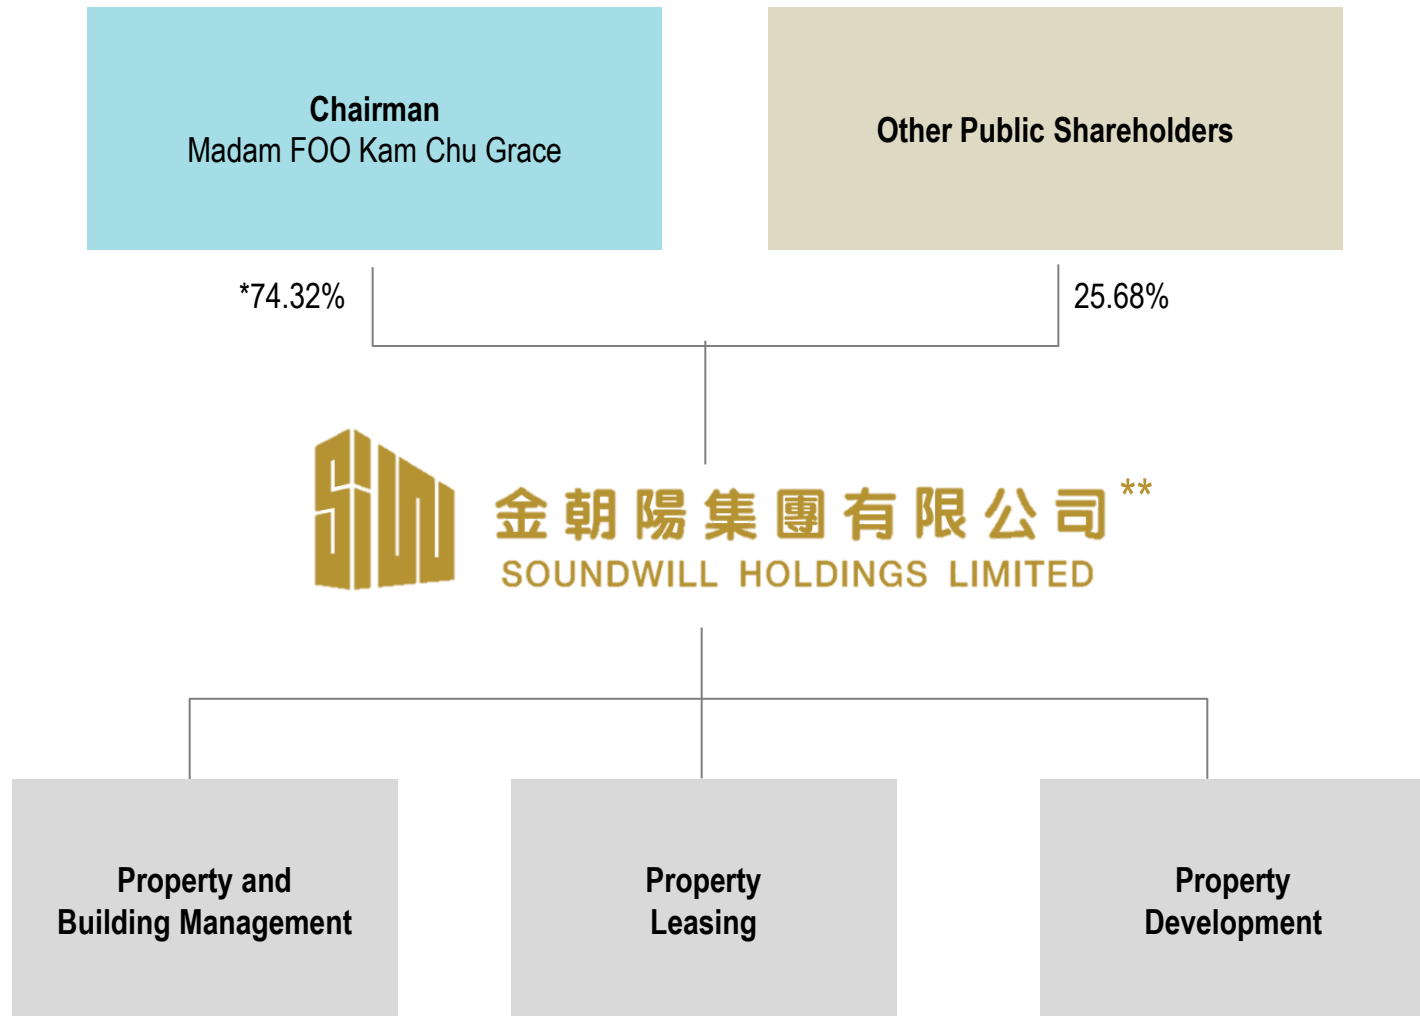 Chairman
Madam FOO Kam Chu Grace
Other Public Shareholders
*74.32%
25.68%
金朝陽集團有限公司**
SOUNDWILL HOLDINGS LIMITED
Property and
Building Management
Property
Leasing
Property
Development